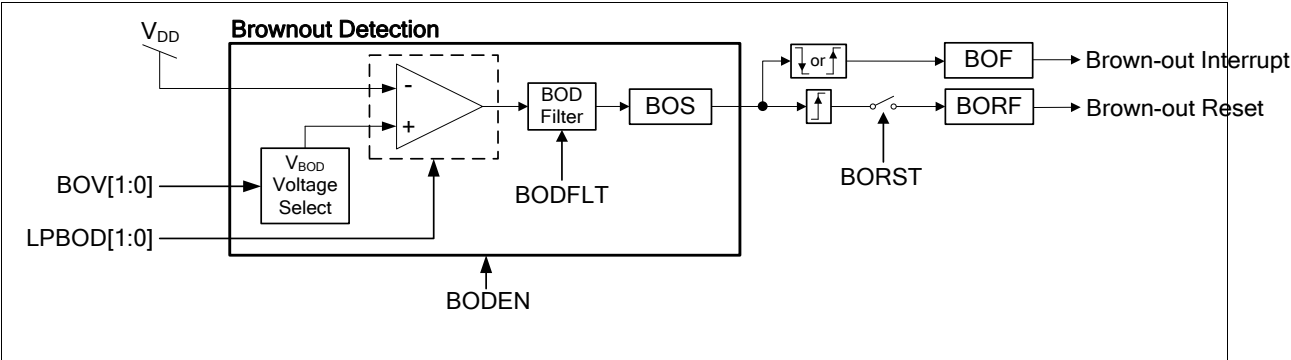 Brownout Detection
VDD
or
BOF
Brown-out Interrupt
-
BOD
Filter
BOS
BORF
Brown-out Reset
+
VBOD
Voltage
Select
BOV[1:0]
BODFLT
BORST
LPBOD[1:0]
BODEN